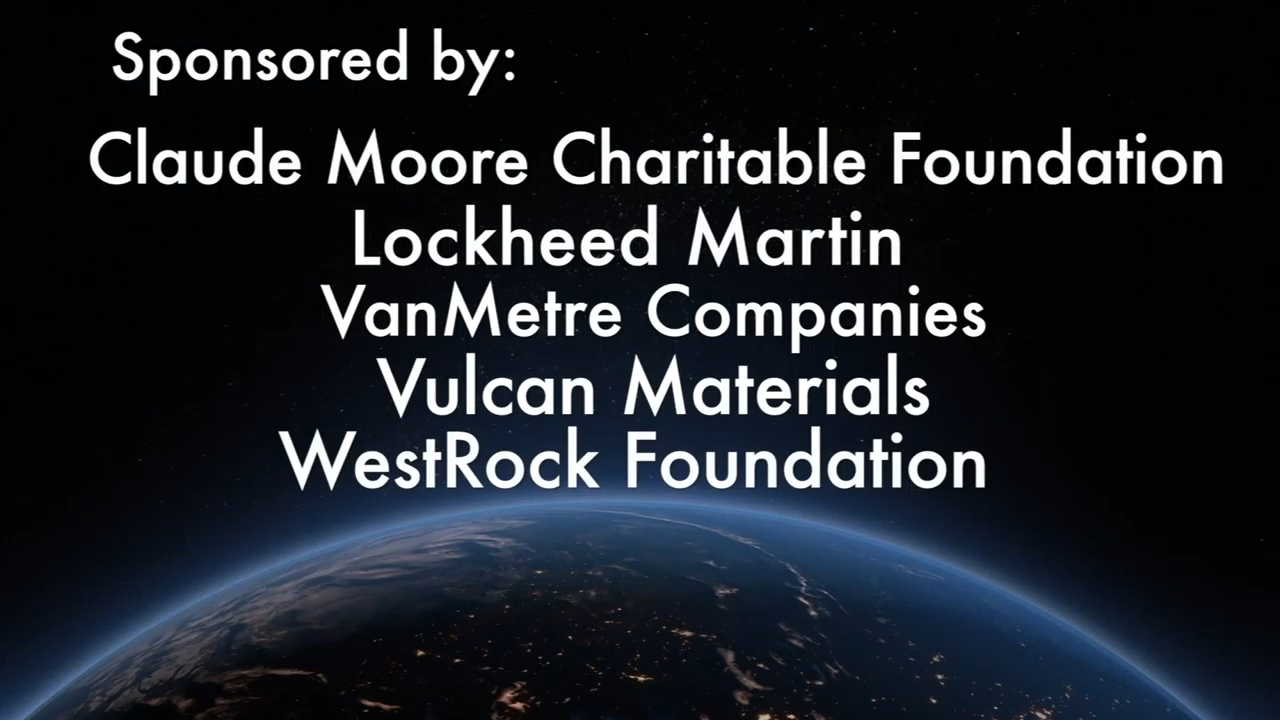 Sponsored by:
Claude Moore Charitable Foundation
Lockheed Martin
VanMetre Companies
Vulcan Materials
WestRock Foundation